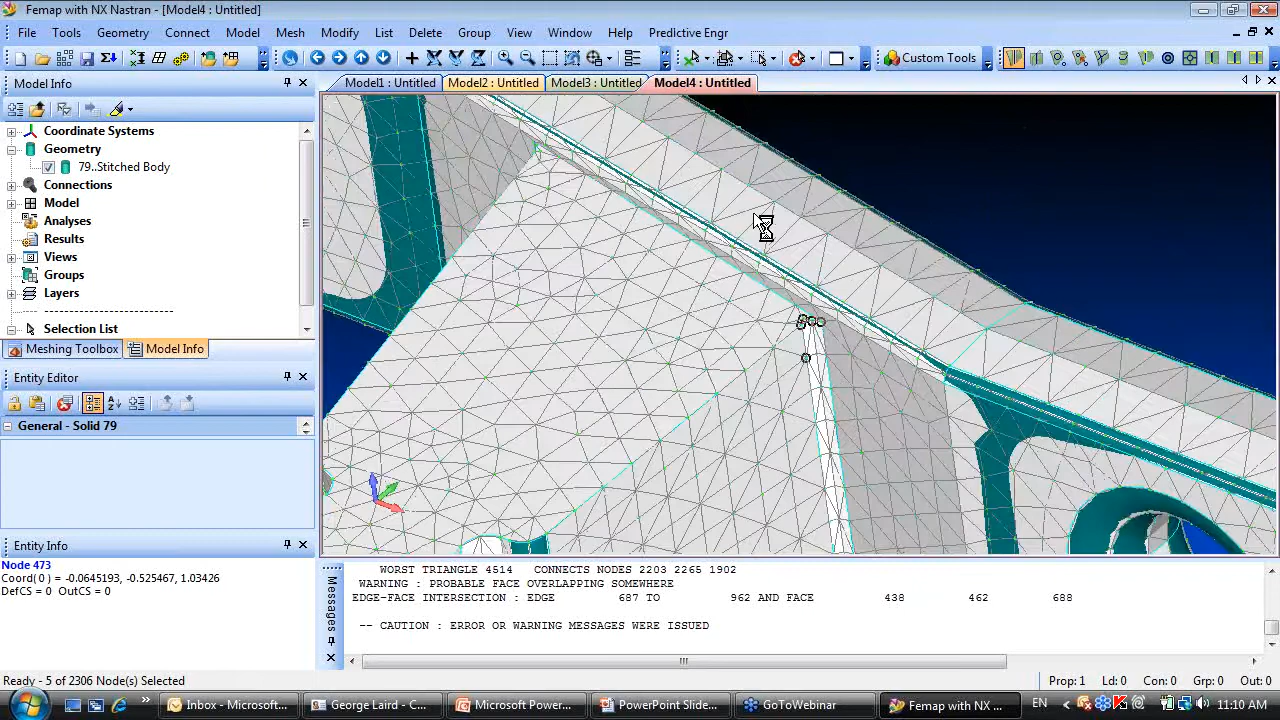 Femap with NX Nastran - [Model4 : Untitled]
File Tools Geometry Connect Model Mesh Modify List Delete Group View Window Help Predictive Engr
Custom Tools
Model Info
Model1 : Untitled Model2 : Untitled Model3 : Untitled Model4 : Untitled
Coordinate Systems
Geometry
79..Stitched Body
Connections
Model
Analyses
Results
Views
Groups
Layers
Selection List
Meshing Toolbox Model Info
Entity Editor
General - Solid 79
Entity Info
Node 473
Coord( 0 ) = -0.0645193, -0.525467, 1.03426
DefCS = 0 OutCS = 0
Messages
WORST TRIANGLE 4514 CONNECTS NODES 2203 2265 1902
WARNING : PROBABLE FACE OVERLAPPING SOMEWHERE
EDGE-FACE INTERSECTION : EDGE 687 TO 962 AND FACE 438 462 688
-- CAUTION : ERROR OR WARNING MESSAGES WERE ISSUED
Ready - 5 of 2306 Node(s) Selected Prop: 1 Ld: 0 Con: 0 Grp: 0 Out: 0
Inbox - Microsoft... George Laird - C... Microsoft Power... PowerPoint Slide... GoToWebinar Femap with NX ... EN 11:10 AM